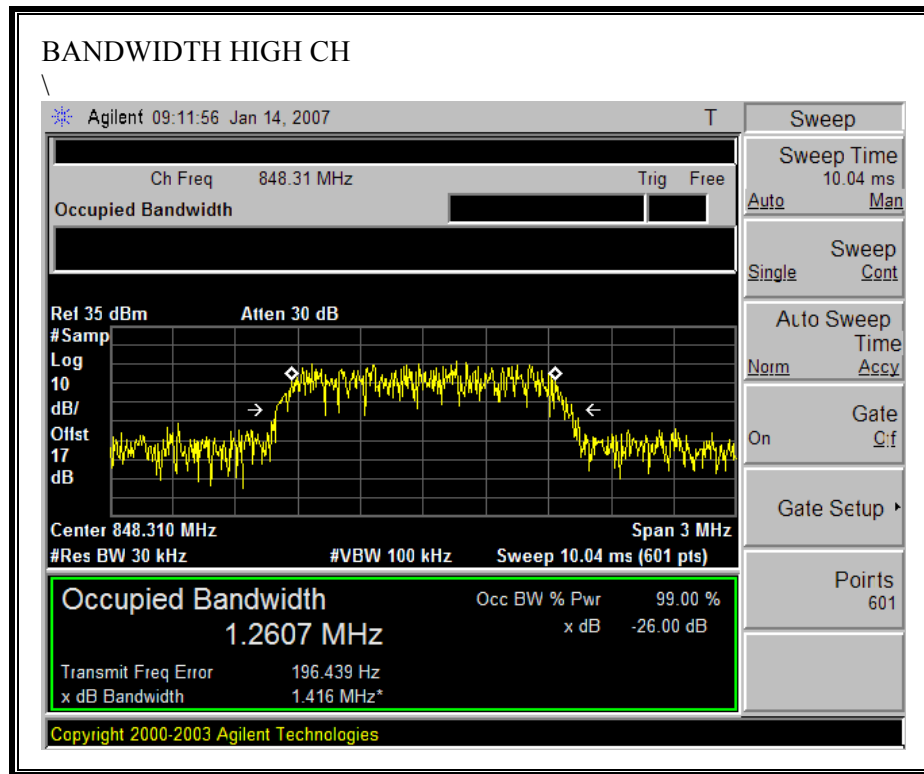 BANDWIDTH HIGH CH
\
Agilent 09:11:56 Jan 14, 2007 T
Ch Freq 848.31 MHz Trig Free
Occupied Bandwidth
Ref 35 dBm Atten 30 dB
#Samp
Log
10
dB/
Offst
17
dB
Center 848.310 MHz Span 3 MHz
#Res BW 30 kHz #VBW 100 kHz Sweep 10.04 ms (601 pts)
Occupied Bandwidth
1.2607 MHz
Occ BW % Pwr 99.00 %
x dB -26.00 dB
Transmit Freq Error 196.439 Hz
x dB Bandwidth 1.416 MHz*
Copyright 2000-2003 Agilent Technologies
Sweep
Sweep Time
10.04 ms
Auto Man
Sweep
Single Cont
Auto Sweep
Time
Norm Accy
Gate
On Off
Gate Setup
Points
601